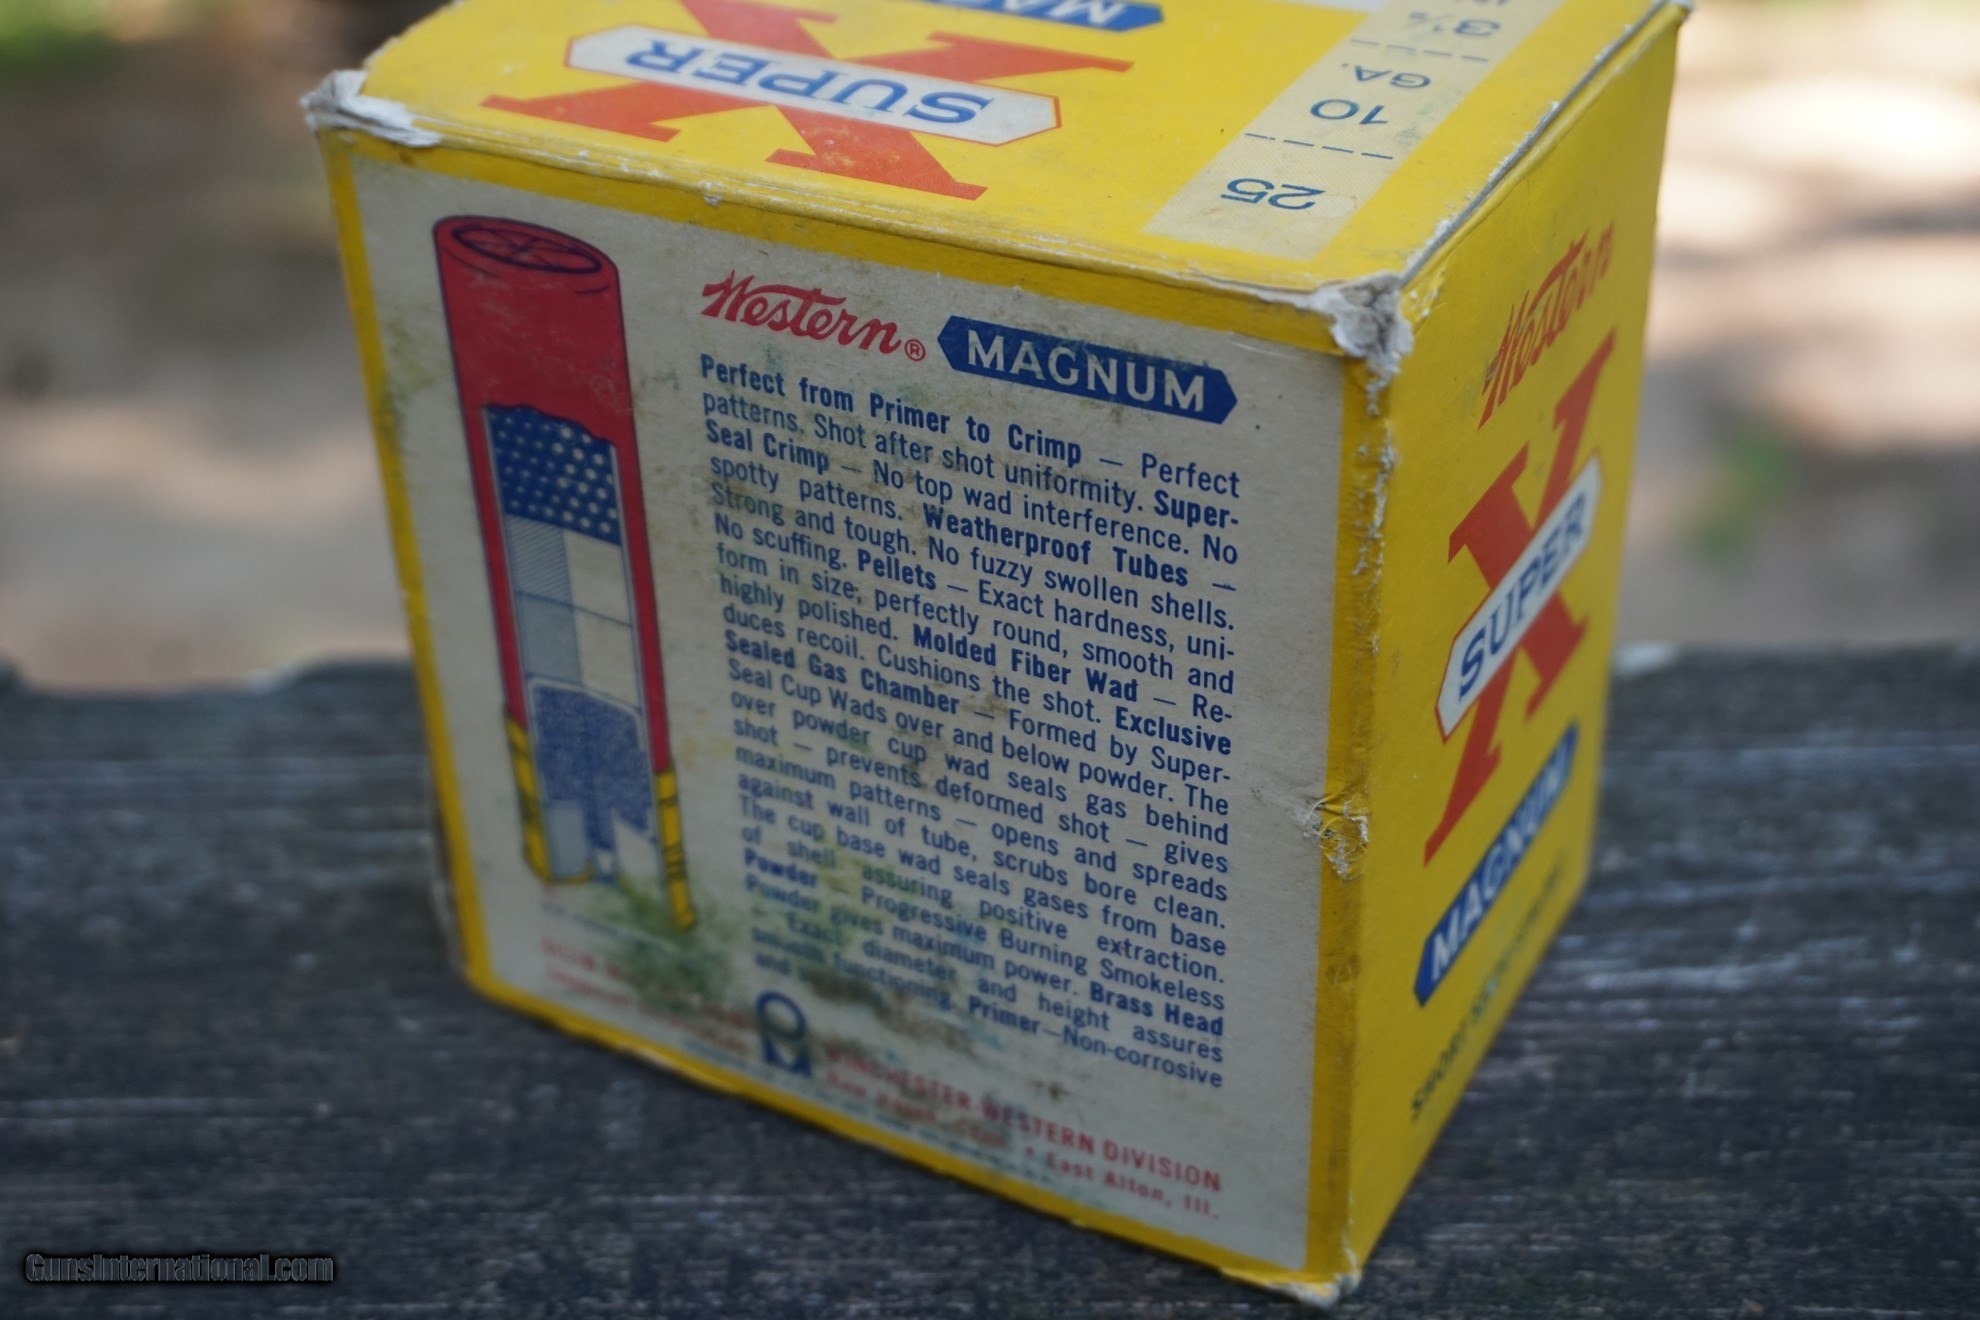 MAGNUM
SUPER
X
3½
10 GA.
25
Western® MAGNUM
Perfect from Primer to Crimp — Perfect
patterns. Shot after shot uniformity. Super-
Seal Crimp — No top wad interference. No
spotty patterns. Weatherproof Tubes —
Strong and tough. No fuzzy swollen shells.
No scuffing. Pellets — Exact hardness, uni-
form in size, perfectly round, smooth and
highly polished. Molded Fiber Wad — Re-
duces recoil. Cushions the shot. Exclusive
Sealed Gas Chamber — Formed by Super-
Seal Cup Wads over and below powder. The
over powder cup wad seals gas behind
shot — prevents deformed shot — gives
maximum patterns — opens and spreads
against wall of tube, scrubs bore clean.
The cup base wad seals gases from base
of shell assuring positive extraction.
Powder — Progressive Burning Smokeless
Powder gives maximum power. Brass Head
— Exact diameter and height assures
smooth functioning. Primer—Non-corrosive
and
WINCHESTER-WESTERN DIVISION
New Haven, Conn. • East Alton, Ill.
Western
X
SUPER
MAGNUM
GunsInternational.com